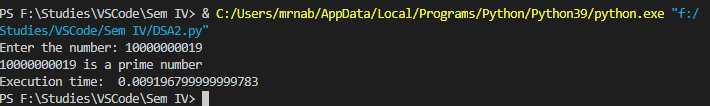 PS F:\Studies\VSCode\Sem IV> & C:/Users/mrnab/AppData/Local/Programs/Python/Python39/python.exe "f:/
Studies/VSCode/Sem IV/DSA2.py"
Enter the number: 10000000019
10000000019 is a prime number
Execution time:  0.009196799999999783
PS F:\Studies\VSCode\Sem IV>